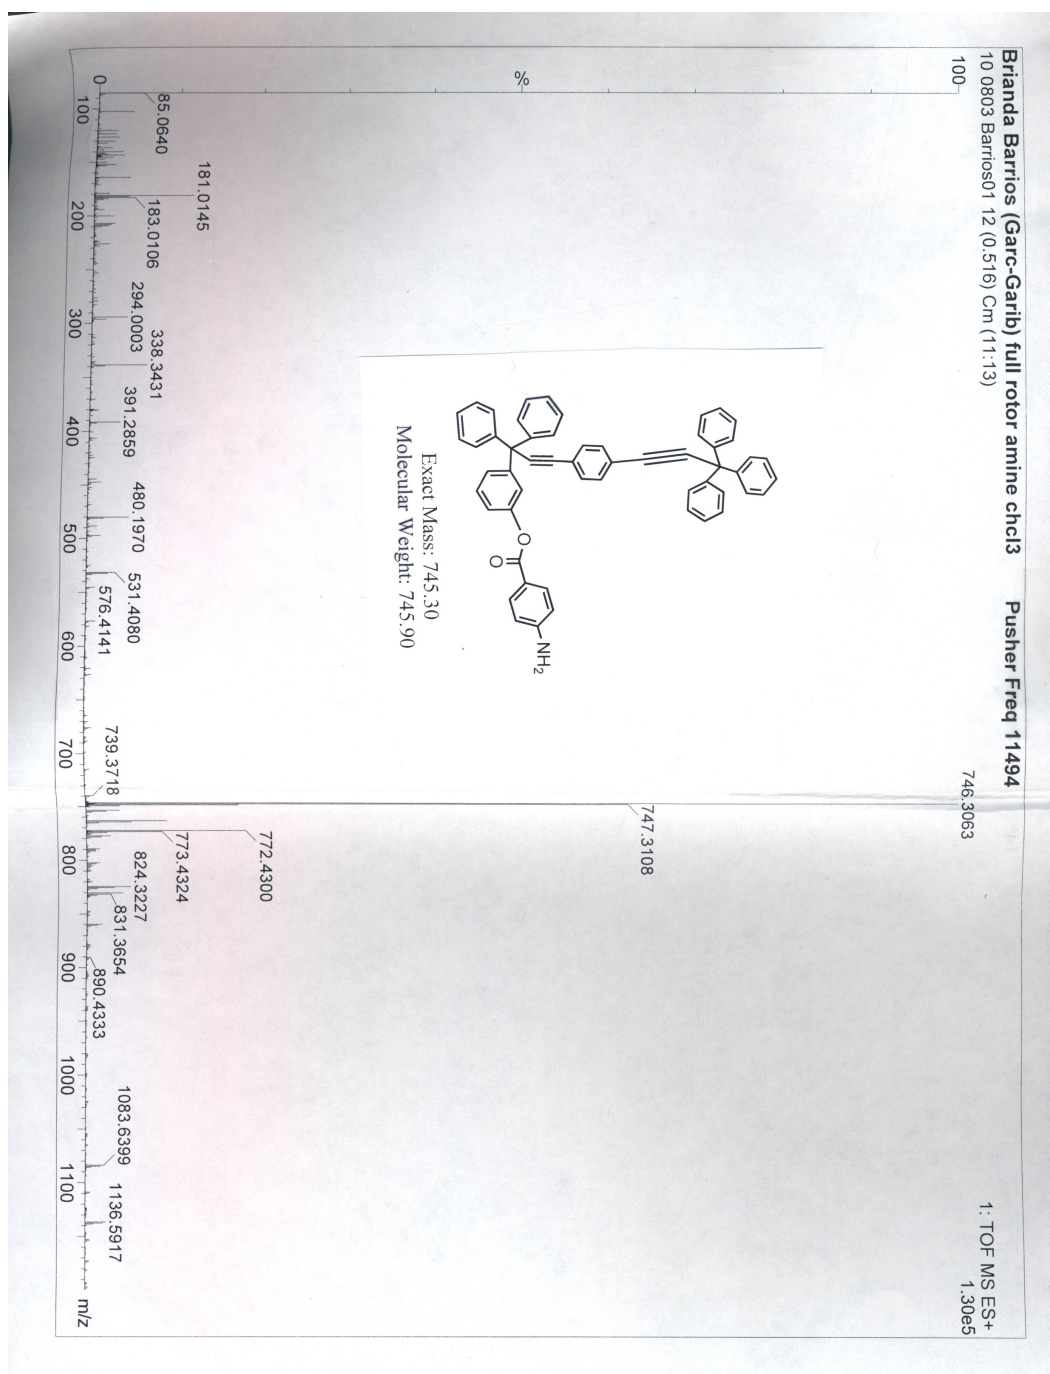 Brianda Barrios (Garc-Garib) full rotor amine chcl3 Pusher Freq 11494
10 0803 Barrios01 12 (0.516) Cm (11:13)
1: TOF MS ES+
1.30e5
100
%
0
746.3063
747.3108
772.4300
773.4324
181.0145
85.0640
183.0106
294.0003
338.3431
391.2859
480.1970
531.4080
576.4141
739.3718
824.3227
831.3654
890.4333
1083.6399
1136.5917
O
O
NH2
Exact Mass: 745.30
Molecular Weight: 745.90
100 200 300 400 500 600 700 800 900 1000 1100 m/z